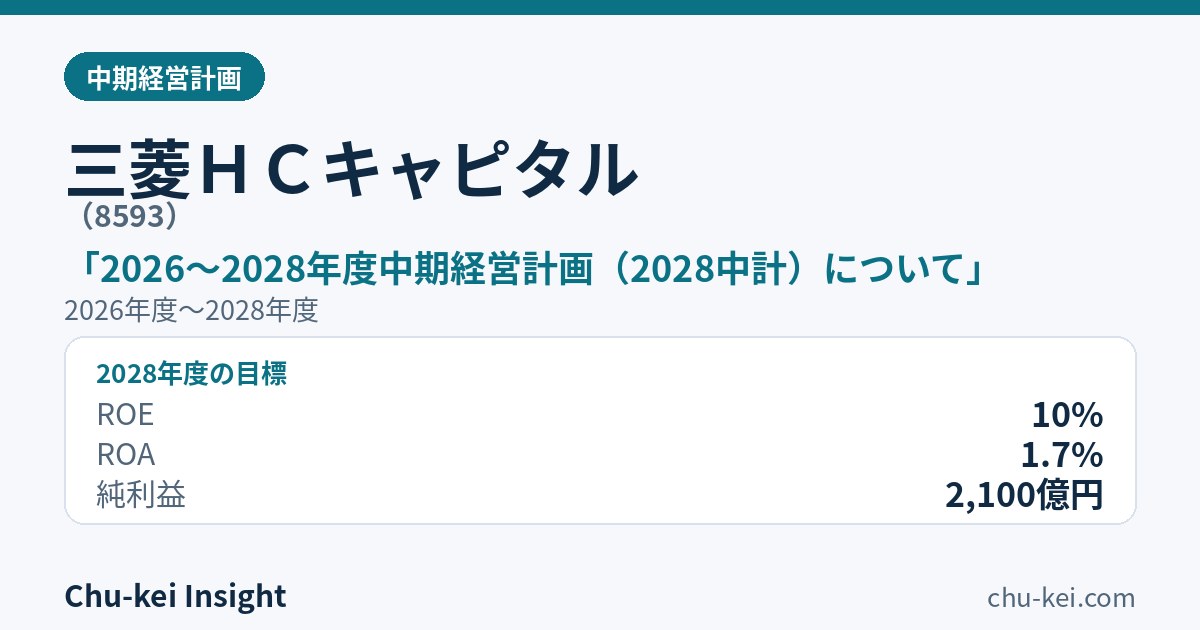 中期経営計画
三菱ＨＣキャピタル
（8593）
「2026〜2028年度中期経営計画（2028中計）について」
2026年度〜2028年度
2028年度の目標
ROE 10%
ROA 1.7%
純利益 2,100億円
Chu-kei Insight chu-kei.com